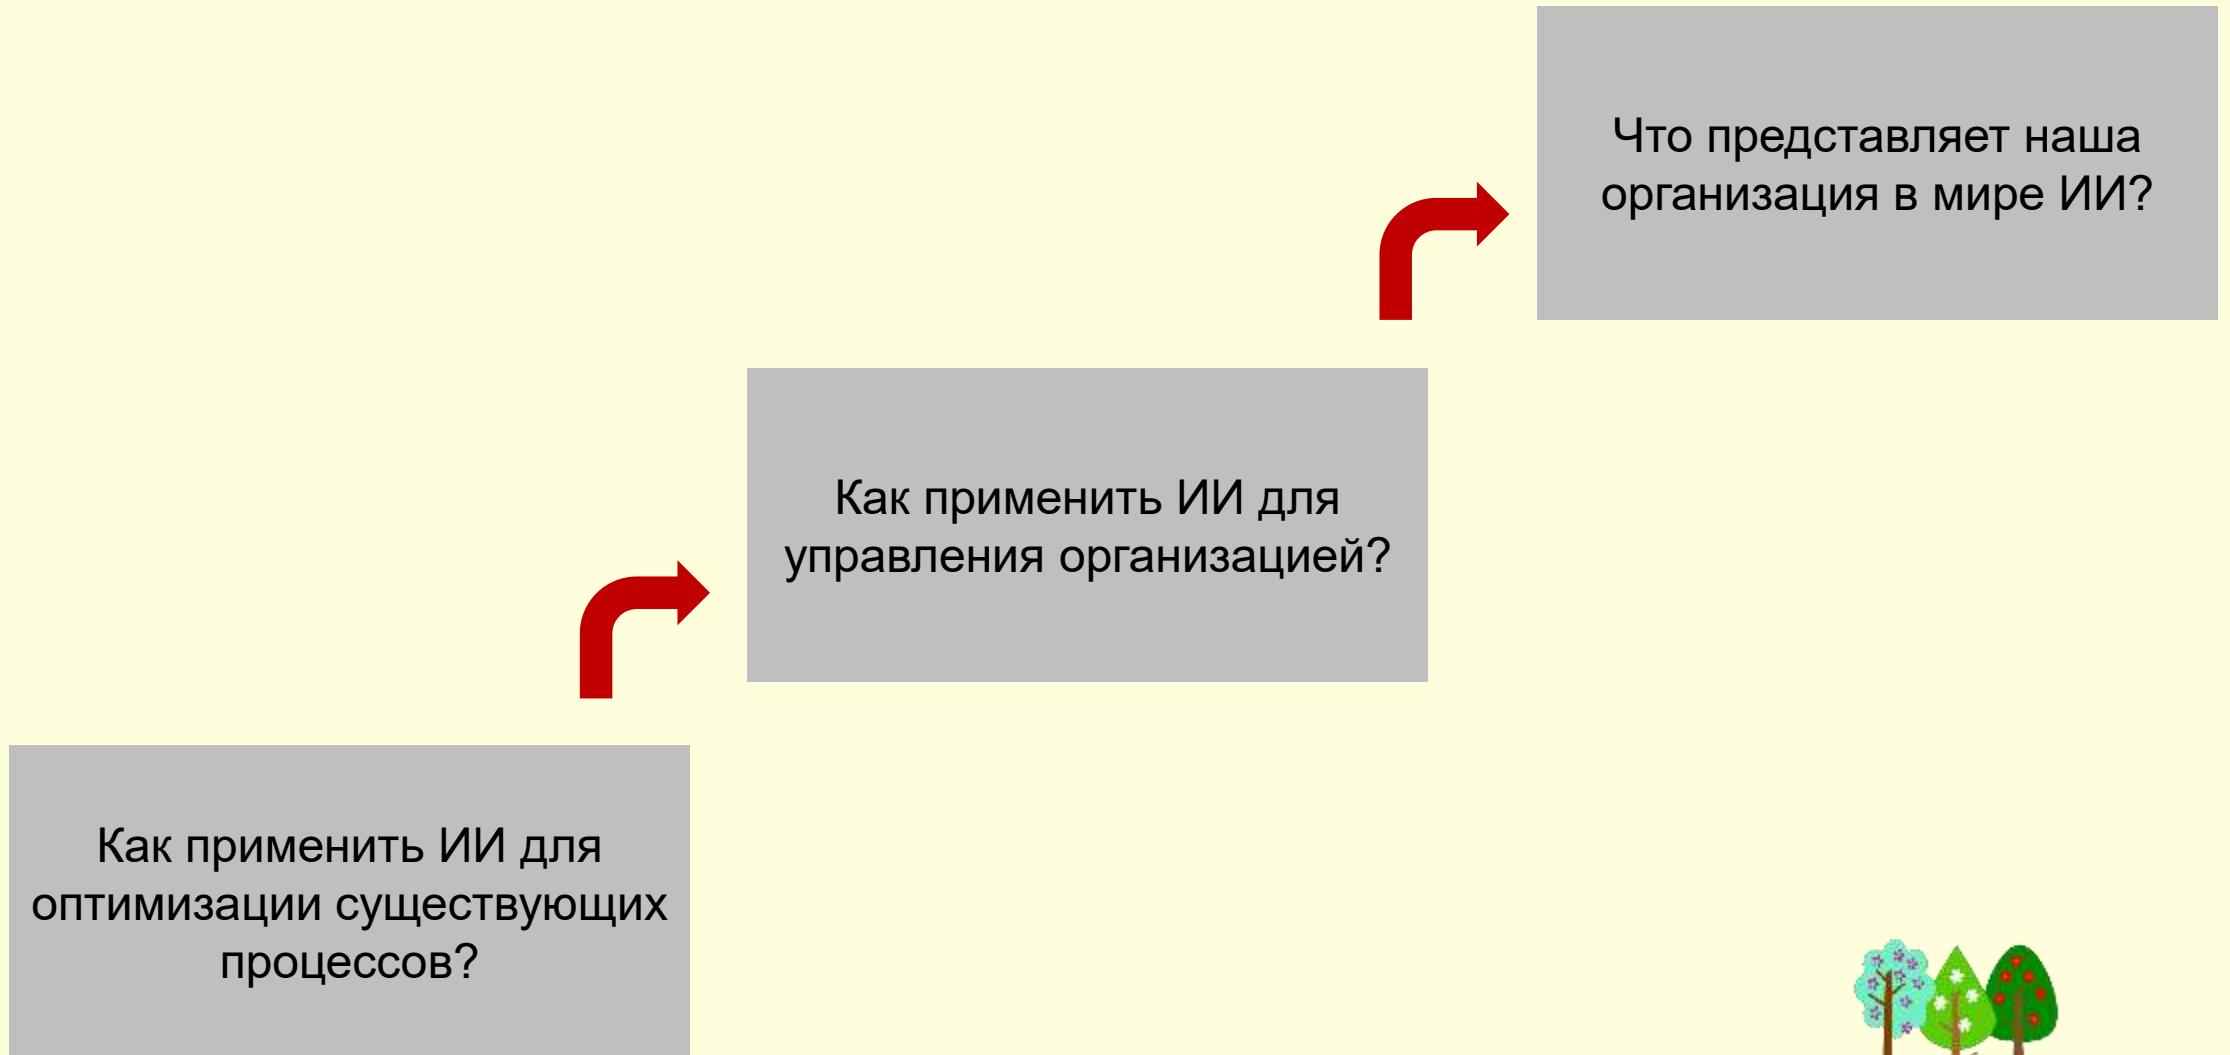 Что представляет наша
организация в мире ИИ?
Как применить ИИ для
управления организацией?
Как применить ИИ для
оптимизации существующих
процессов?